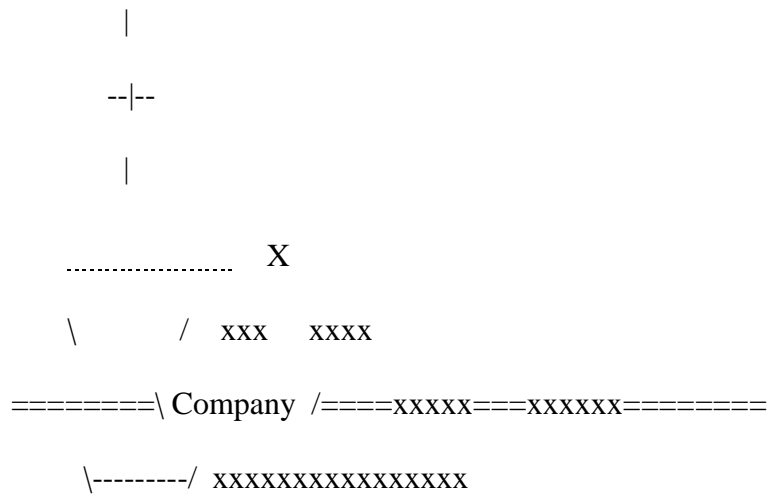 |
--|--
|
...................... X
\ / xxx xxxx
========\ Company /====xxxxx===xxxxxx========
\---------/ xxxxxxxxxxxxxxxx